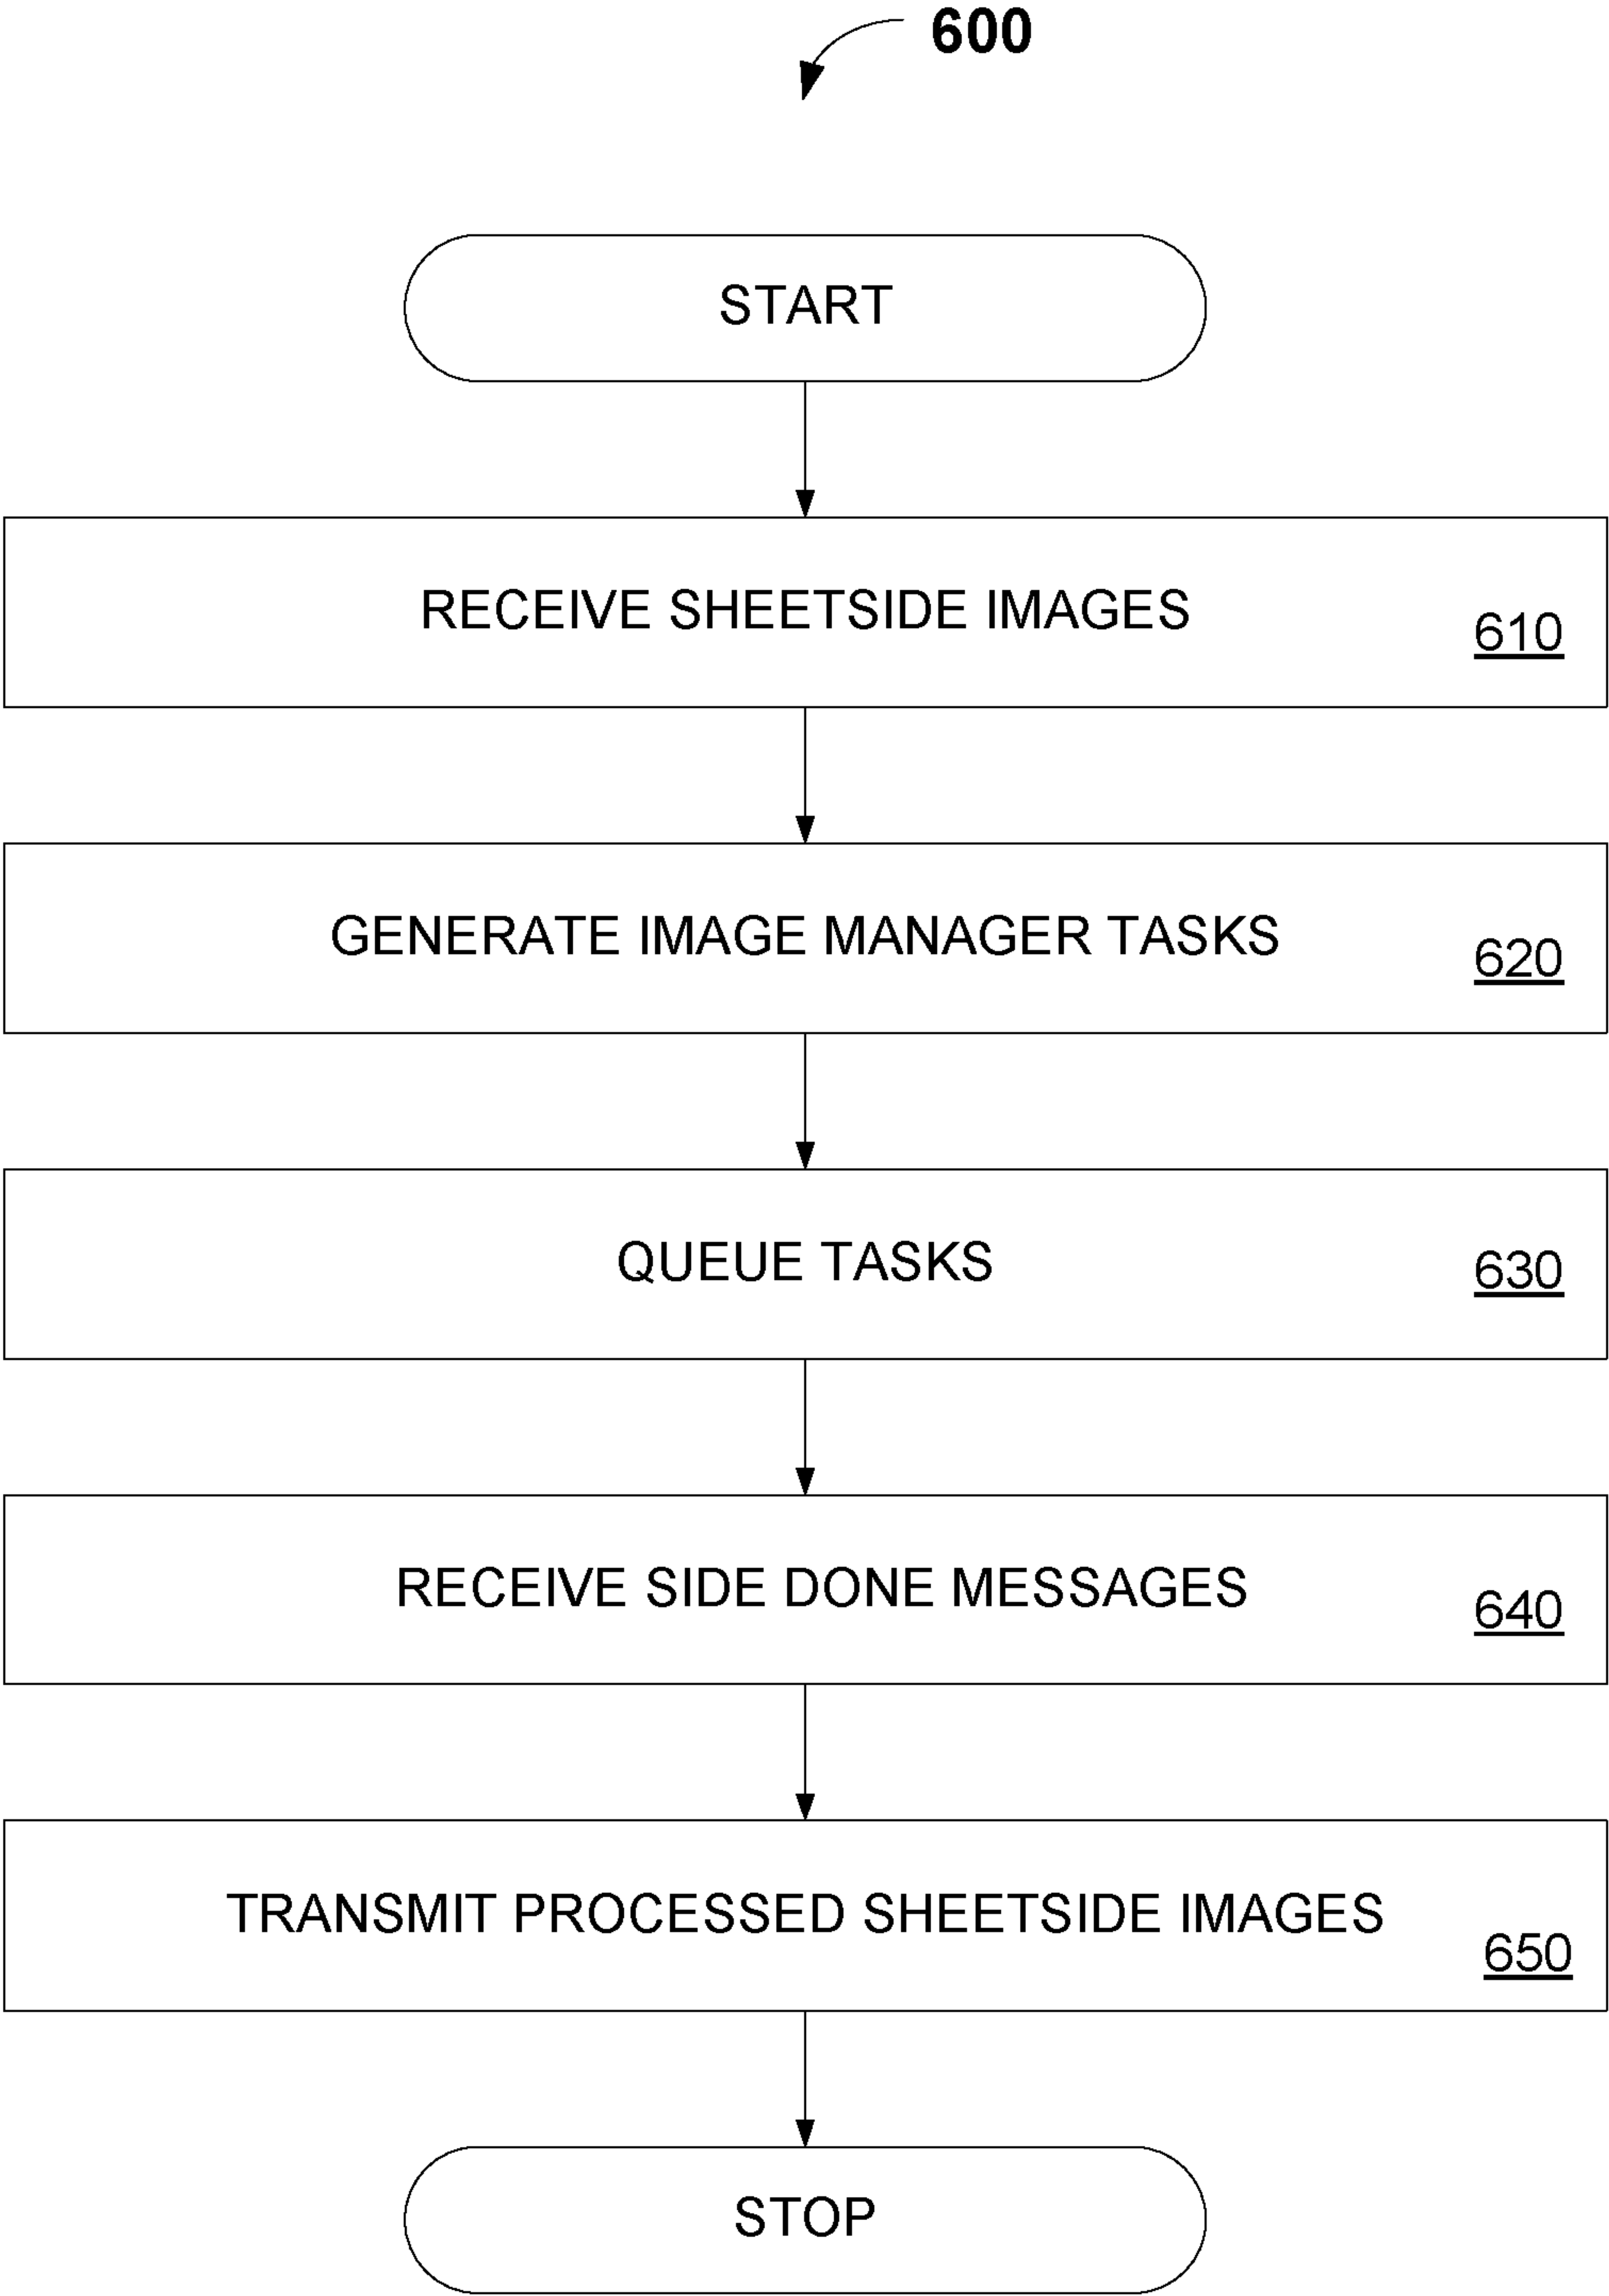 600
START
RECEIVE SHEETSIDE IMAGES
610
GENERATE IMAGE MANAGER TASKS
620
QUEUE TASKS
630
RECEIVE SIDE DONE MESSAGES
640
TRANSMIT PROCESSED SHEETSIDE IMAGES
650
STOP